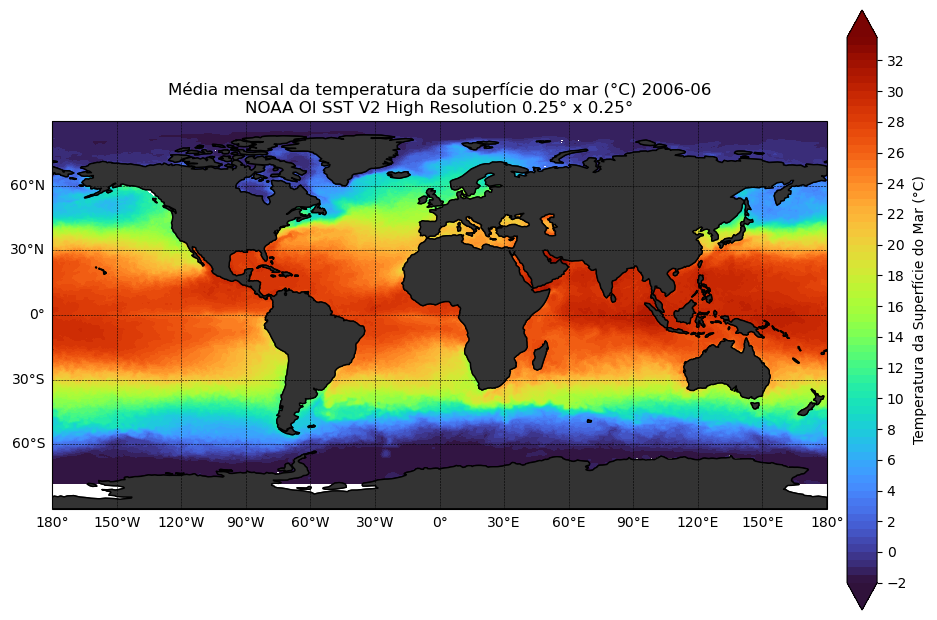 Média mensal da temperatura da superfície do mar (°C) 2006-06
NOAA OI SST V2 High Resolution 0.25° x 0.25°
60°N
30°N
0°
30°S
60°S
180°
150°W
120°W
90°W
60°W
30°W
0°
30°E
60°E
90°E
120°E
150°E
180°
32
30
28
26
24
22
20
18
16
14
12
10
8
6
4
2
0
−2
Temperatura da Superfície do Mar (°C)